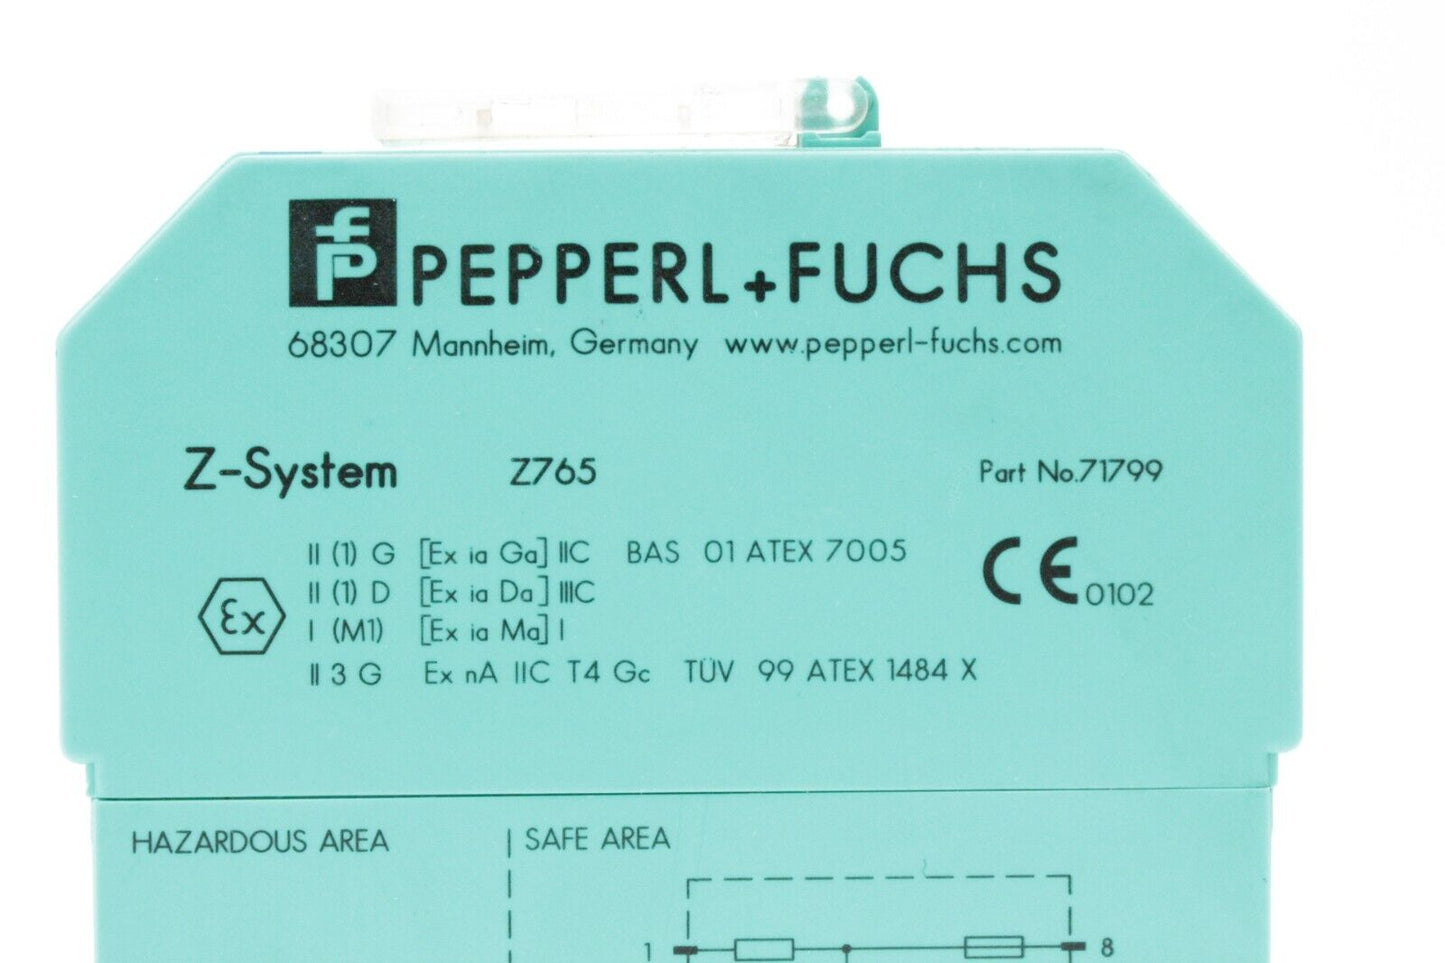 fP PEPPERL+FUCHS
68307 Mannheim, Germany www.pepperl-fuchs.com
Z-System Z765 Part No.71799
II (1) G [Ex ia Ga] IIC BAS 01 ATEX 7005
II (1) D [Ex ia Da] IIIC
I (M1) [Ex ia Ma] I
II 3 G Ex nA IIC T4 Gc TÜV 99 ATEX 1484 X
Ex
CE 0102
HAZARDOUS AREA SAFE AREA
1 8